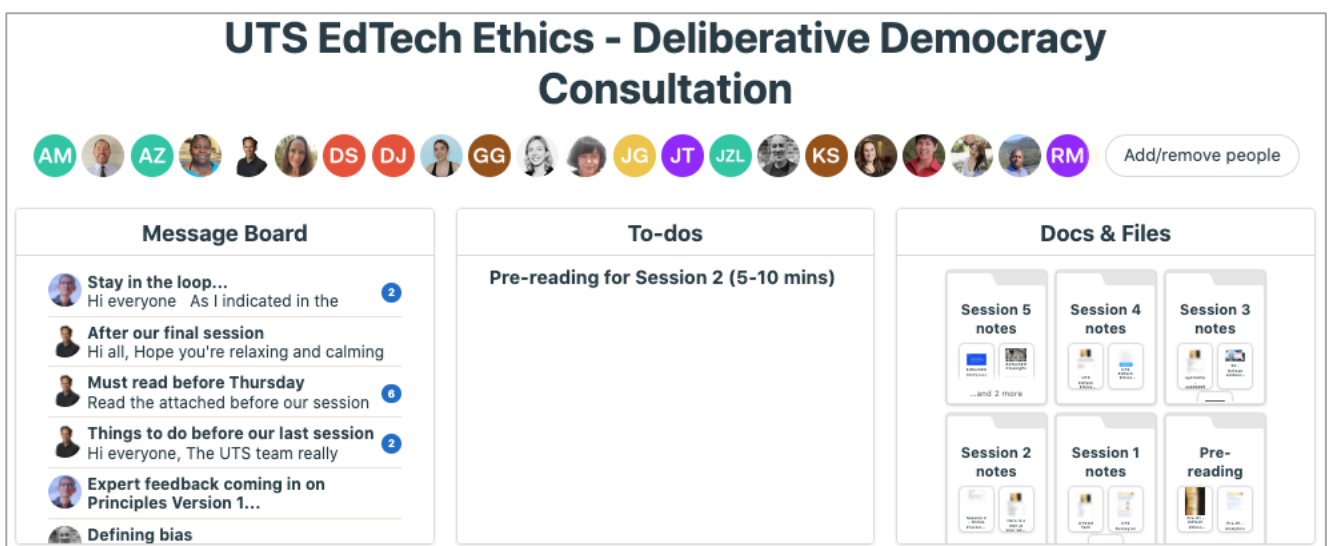 UTS EdTech Ethics - Deliberative Democracy
Consultation
AM AZ DS DJ GG JG JT JZL KS RM Add/remove people
Message Board
Stay in the loop...
Hi everyone As I indicated in the
2
After our final session
Hi all, Hope you're relaxing and calming
Must read before Thursday
Read the attached before our session
6
Things to do before our last session
Hi everyone, The UTS team really
2
Expert feedback coming in on
Principles Version 1...
Defining bias
To-dos
Pre-reading for Session 2 (5-10 mins)
Docs & Files
Session 5
notes
...and 2 more
Session 4
notes
Session 3
notes
Session 2
notes
Session 1
notes
Pre-
reading